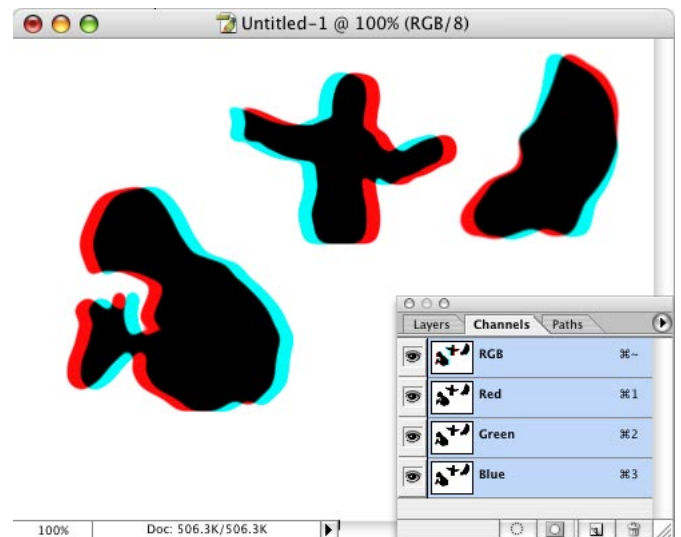 Untitled-1 @ 100% (RGB/8)
Layers Channels Paths
RGB ⌘~
Red ⌘1
Green ⌘2
Blue ⌘3
100% Doc: 506.3K/506.3K